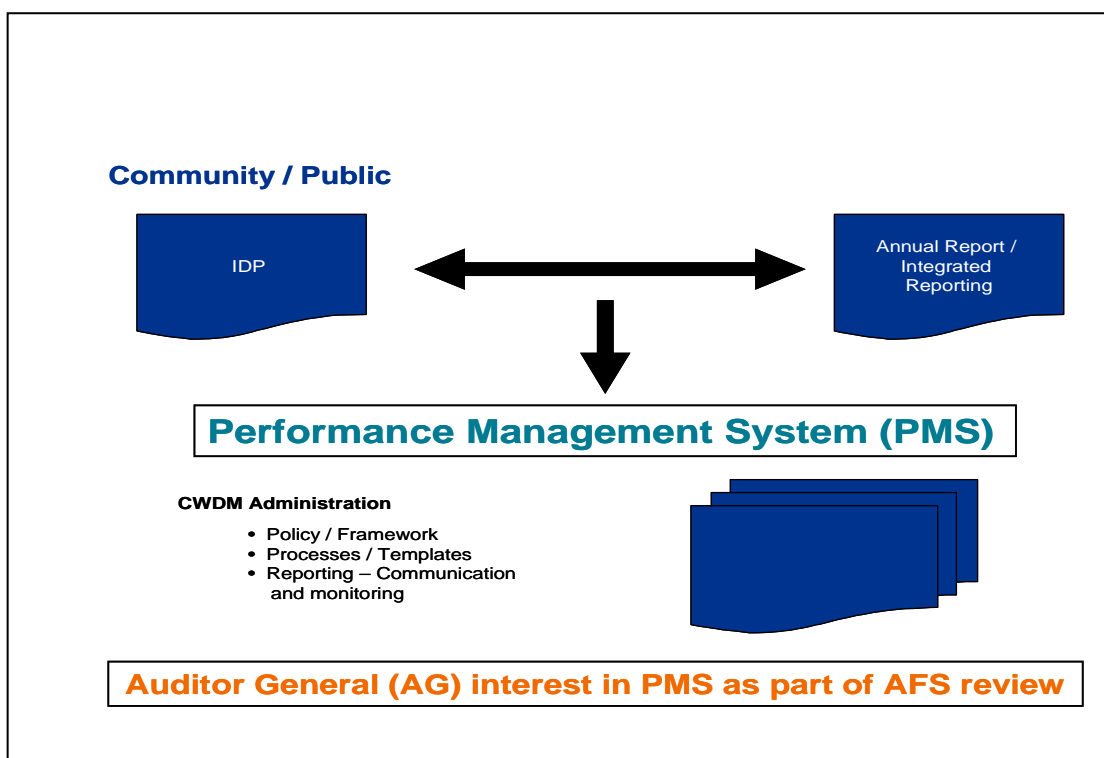 Community / Public
IDP
Annual Report /
Integrated
Reporting
Performance Management System (PMS)
CWDM Administration
• Policy / Framework
• Processes / Templates
• Reporting – Communication
and monitoring
Auditor General (AG) interest in PMS as part of AFS review